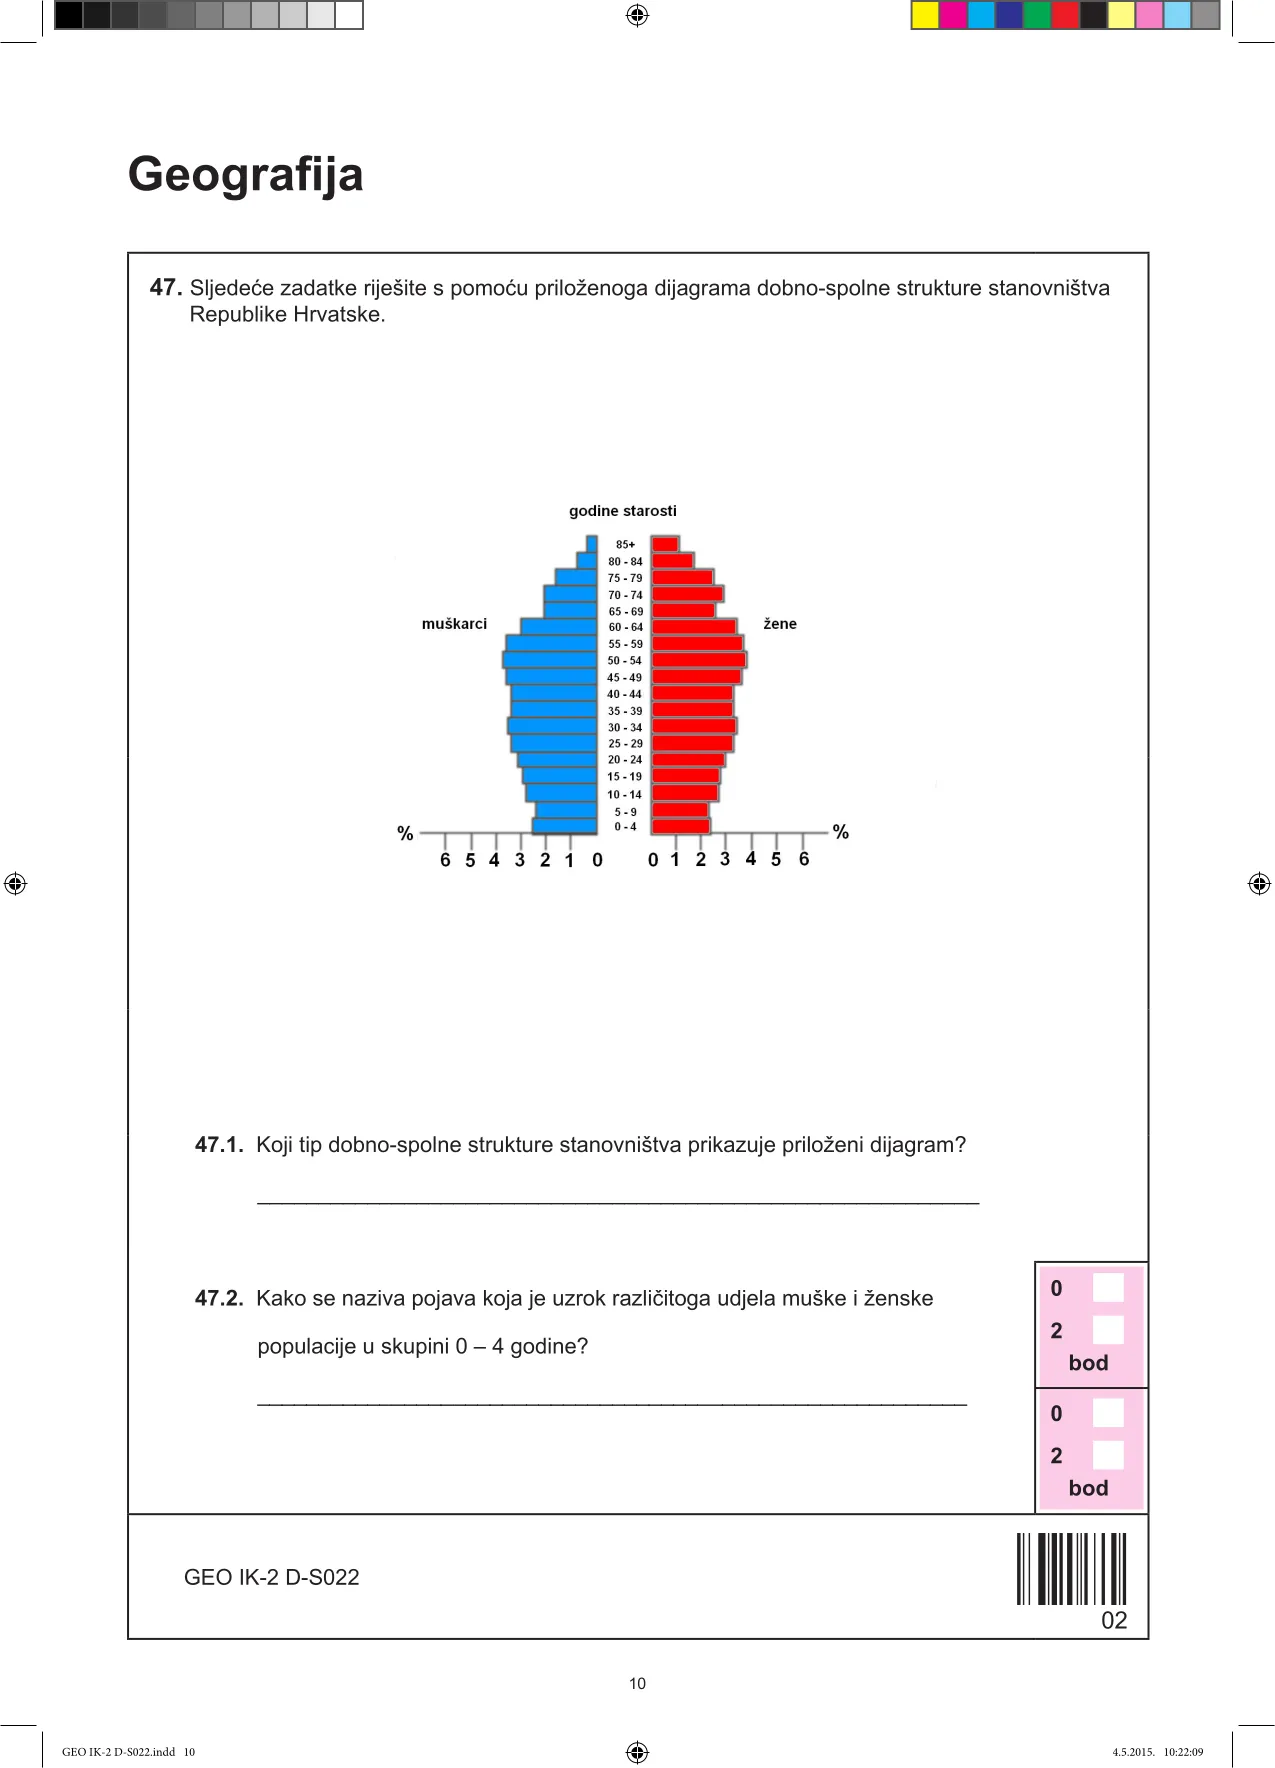 Geografija
47. Sljedeće zadatke riješite s pomoću priloženoga dijagrama dobno-spolne strukture stanovništva
Republike Hrvatske.
godine starosti
85+
80 - 84
75 - 79
70 - 74
65 - 69
muškarci
60 - 64
žene
55 - 59
50 - 54
45 - 49
40 - 44
35 - 39
30 - 34
25 - 29
20 - 24
15 - 19
10 - 14
5 - 9
0 - 4
% %
6 5 4 3 2 1 0 0 1 2 3 4 5 6
47.1. Koji tip dobno-spolne strukture stanovništva prikazuje priloženi dijagram?
47.2. Kako se naziva pojava koja je uzrok različitoga udjela muške i ženske
populacije u skupini 0 – 4 godine?
0
2
bod
0
2
bod
GEO IK-2 D-S022
02
10
GEO IK-2 D-S022.indd 10
4.5.2015. 10:22:09